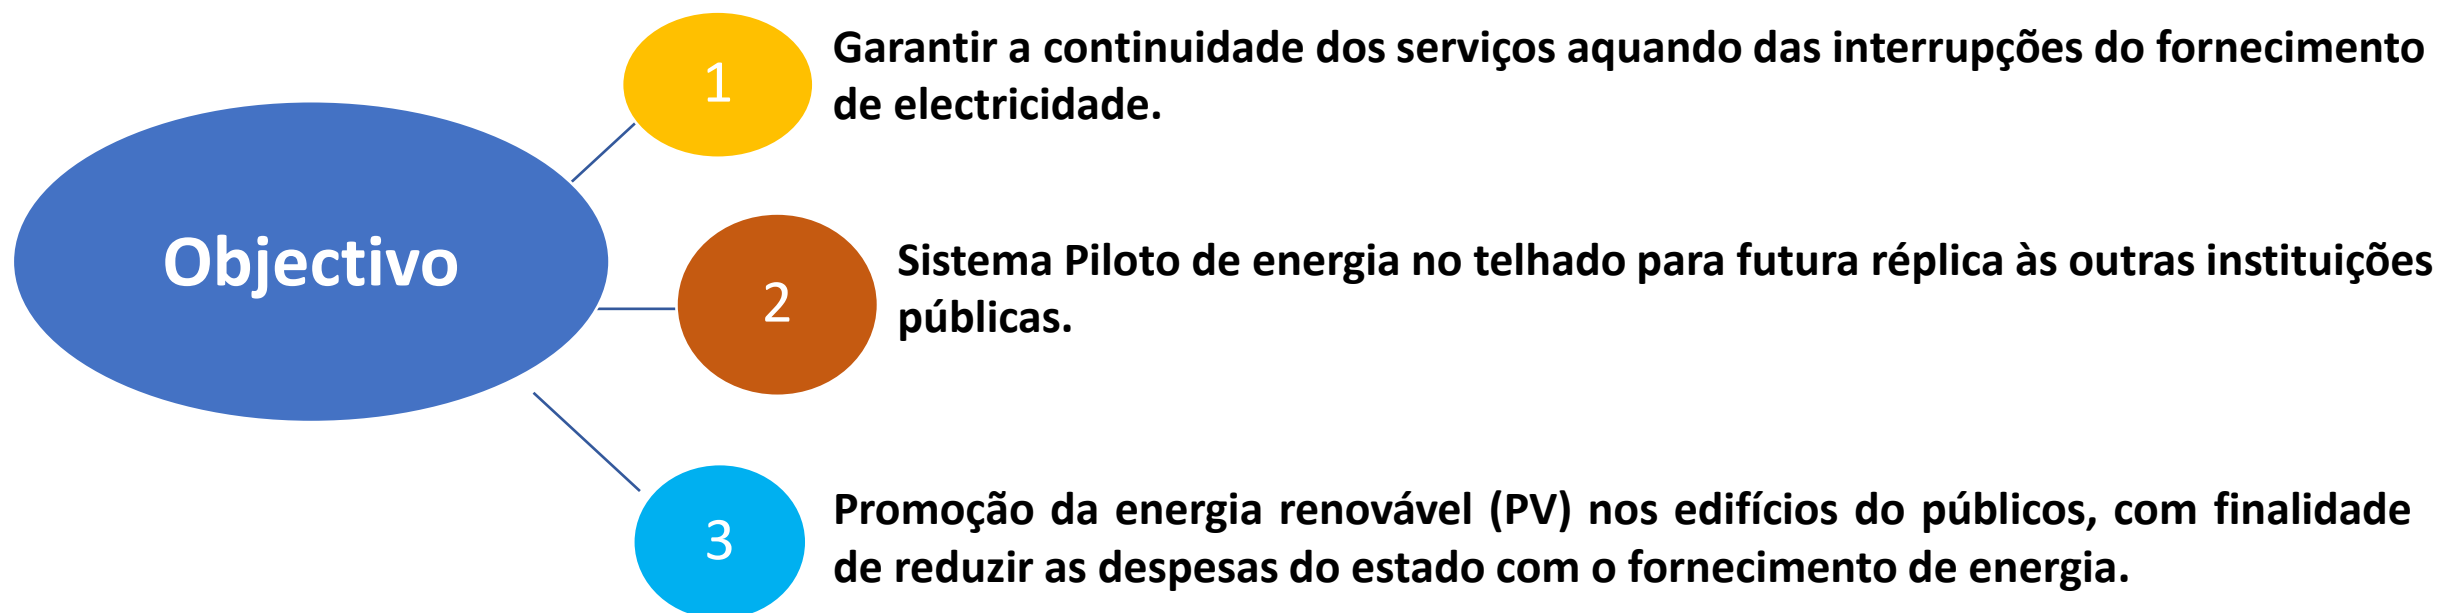 Objectivo
1
Garantir a continuidade dos serviços aquando das interrupções do fornecimento
de electricidade.
2
Sistema Piloto de energia no telhado para futura réplica às outras instituições
públicas.
3
Promoção da energia renovável (PV) nos edifícios do públicos, com finalidade
de reduzir as despesas do estado com o fornecimento de energia.